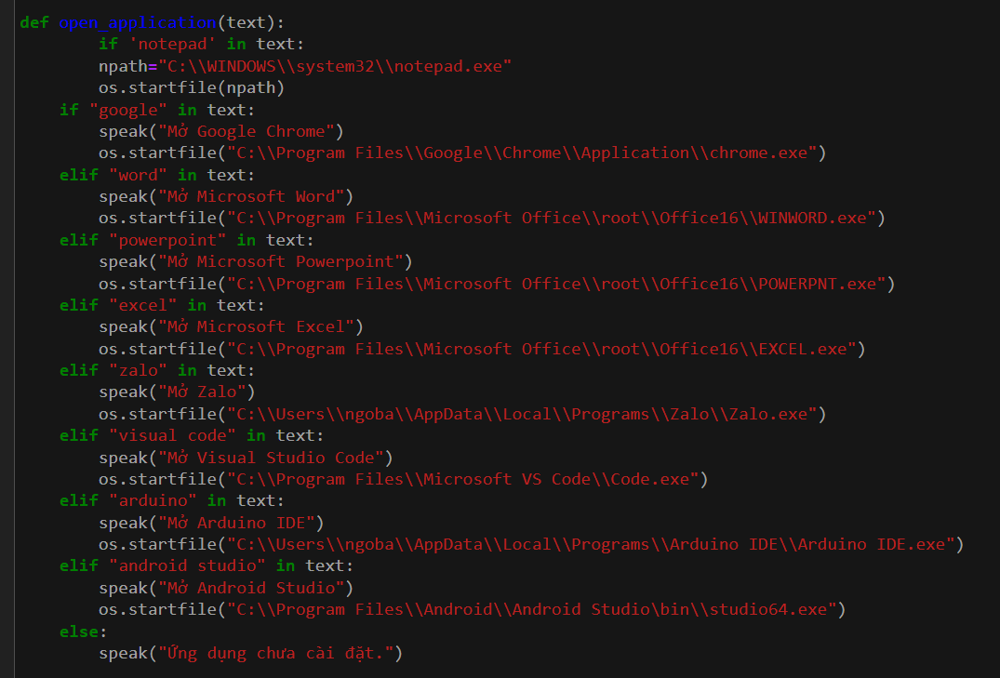 def open_application(text):
        if 'notepad' in text:
        npath="C:\\WINDOWS\\system32\\notepad.exe"
        os.startfile(npath)
    if "google" in text:
        speak("Mở Google Chrome")
        os.startfile("C:\\Program Files\\Google\\Chrome\\Application\\chrome.exe")
    elif "word" in text:
        speak("Mở Microsoft Word")
        os.startfile("C:\\Program Files\\Microsoft Office\\root\\Office16\\WINWORD.exe")
    elif "powerpoint" in text:
        speak("Mở Microsoft Powerpoint")
        os.startfile("C:\\Program Files\\Microsoft Office\\root\\Office16\\POWERPNT.exe")
    elif "excel" in text:
        speak("Mở Microsoft Excel")
        os.startfile("C:\\Program Files\\Microsoft Office\\root\\Office16\\EXCEL.exe")
    elif "zalo" in text:
        speak("Mở Zalo")
        os.startfile("C:\\Users\\ngoba\\AppData\\Local\\Programs\\Zalo\\Zalo.exe")
    elif "visual code" in text:
        speak("Mở Visual Studio Code")
        os.startfile("C:\\Program Files\\Microsoft VS Code\\Code.exe")
    elif "arduino" in text:
        speak("Mở Arduino IDE")
        os.startfile("C:\\Users\\ngoba\\AppData\\Local\\Programs\\Arduino IDE\\Arduino IDE.exe")
    elif "android studio" in text:
        speak("Mở Android Studio")
        os.startfile("C:\\Program Files\\Android\\Android Studio\bin\\studio64.exe")
    else:
        speak("Ứng dụng chưa cài đặt.")